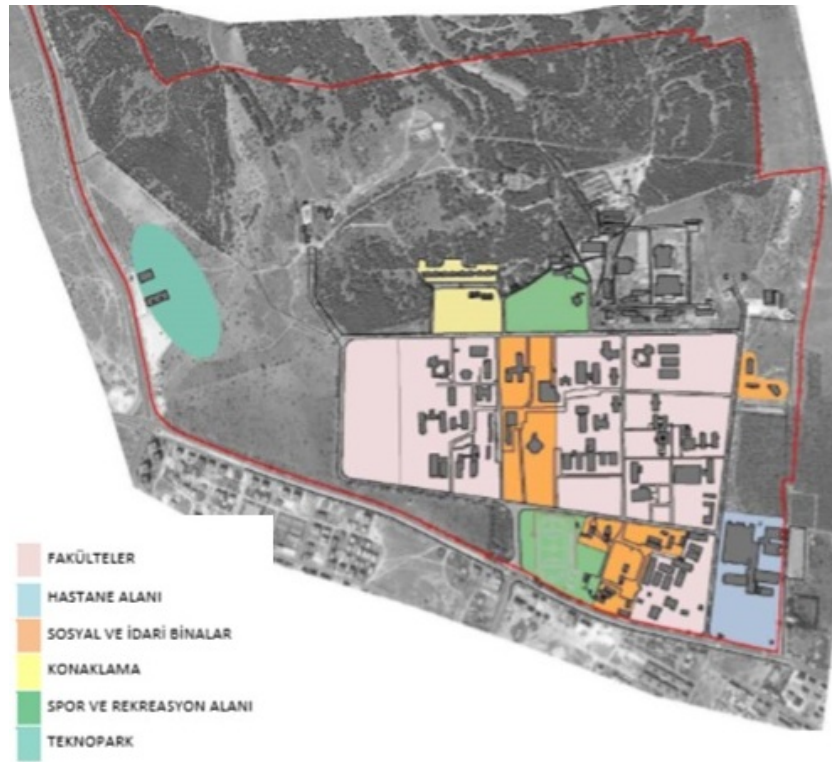 FAKÜLTELER
HASTANE ALANI
SOSYAL VE İDARİ BİNALAR
KONAKLAMA
SPOR VE REKREASYON ALANI
TEKNOPARK